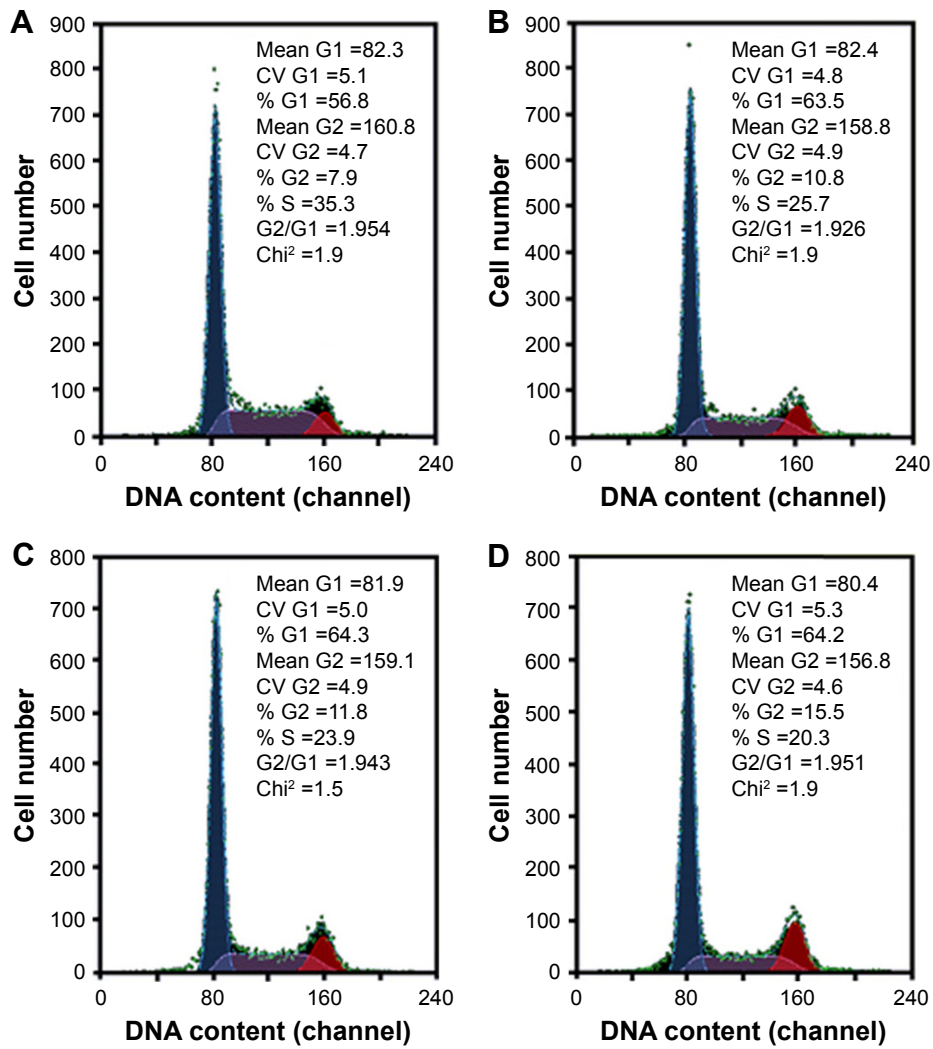 A
900
800
700
600
500
400
300
200
100
0
Cell number
Mean G1 =82.3
CV G1 =5.1
% G1 =56.8
Mean G2 =160.8
CV G2 =4.7
% G2 =7.9
% S =35.3
G2/G1 =1.954
Chi² =1.9
0 80 160 240
DNA content (channel)
B
900
800
700
600
500
400
300
200
100
0
Cell number
Mean G1 =82.4
CV G1 =4.8
% G1 =63.5
Mean G2 =158.8
CV G2 =4.9
% G2 =10.8
% S =25.7
G2/G1 =1.926
Chi² =1.9
0 80 160 240
DNA content (channel)
C
800
700
600
500
400
300
200
100
0
Cell number
Mean G1 =81.9
CV G1 =5.0
% G1 =64.3
Mean G2 =159.1
CV G2 =4.9
% G2 =11.8
% S =23.9
G2/G1 =1.943
Chi² =1.5
0 80 160 240
DNA content (channel)
D
800
700
600
500
400
300
200
100
0
Cell number
Mean G1 =80.4
CV G1 =5.3
% G1 =64.2
Mean G2 =156.8
CV G2 =4.6
% G2 =15.5
% S =20.3
G2/G1 =1.951
Chi² =1.9
0 80 160 240
DNA content (channel)